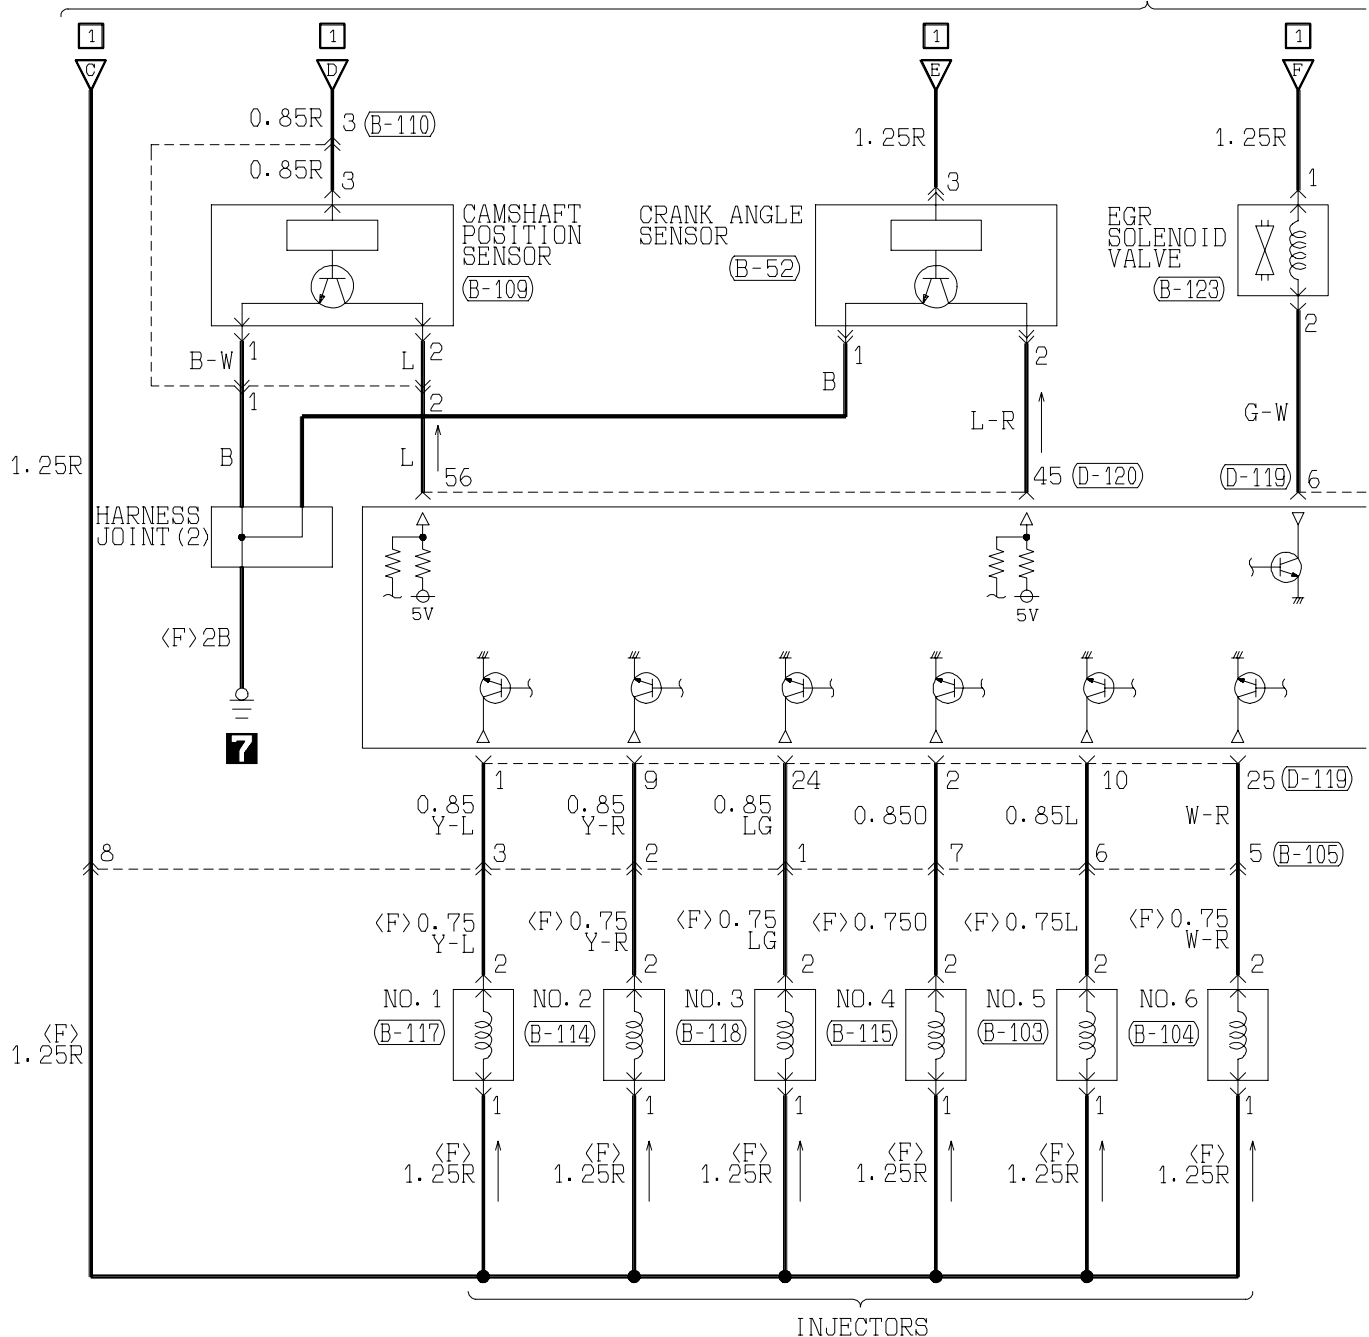 1
1
1
1
C
D
E
F
0.85R
3
(B-110)
0.85R
3
1.25R
3
1.25R
1
CAMSHAFT
POSITION
SENSOR
(B-109)
CRANK ANGLE
SENSOR
(B-52)
EGR
SOLENOID
VALVE
(B-123)
2
B-W
1
L
2
1
2
B
1
2
L-R
G-W
B
L
56
45
(D-120)
(D-119)
6
1.25R
HARNESS
JOINT(2)
5V
5V
<F>2B
7
1
9
24
2
10
25
(D-119)
0.85
Y-L
0.85
Y-R
0.85
LG
0.85O
0.85L
W-R
8
3
2
1
7
6
5
(B-105)
<F>0.75
Y-L
<F>0.75
Y-R
<F>0.75
LG
<F>0.75O
<F>0.75L
<F>0.75
W-R
2
2
2
2
2
2
NO.1
(B-117)
NO.2
(B-114)
NO.3
(B-118)
NO.4
(B-115)
NO.5
(B-103)
NO.6
(B-104)
<F>
1.25R
1
1
1
1
1
1
<F>
1.25R
<F>
1.25R
<F>
1.25R
<F>
1.25R
<F>
1.25R
<F>
1.25R
INJECTORS